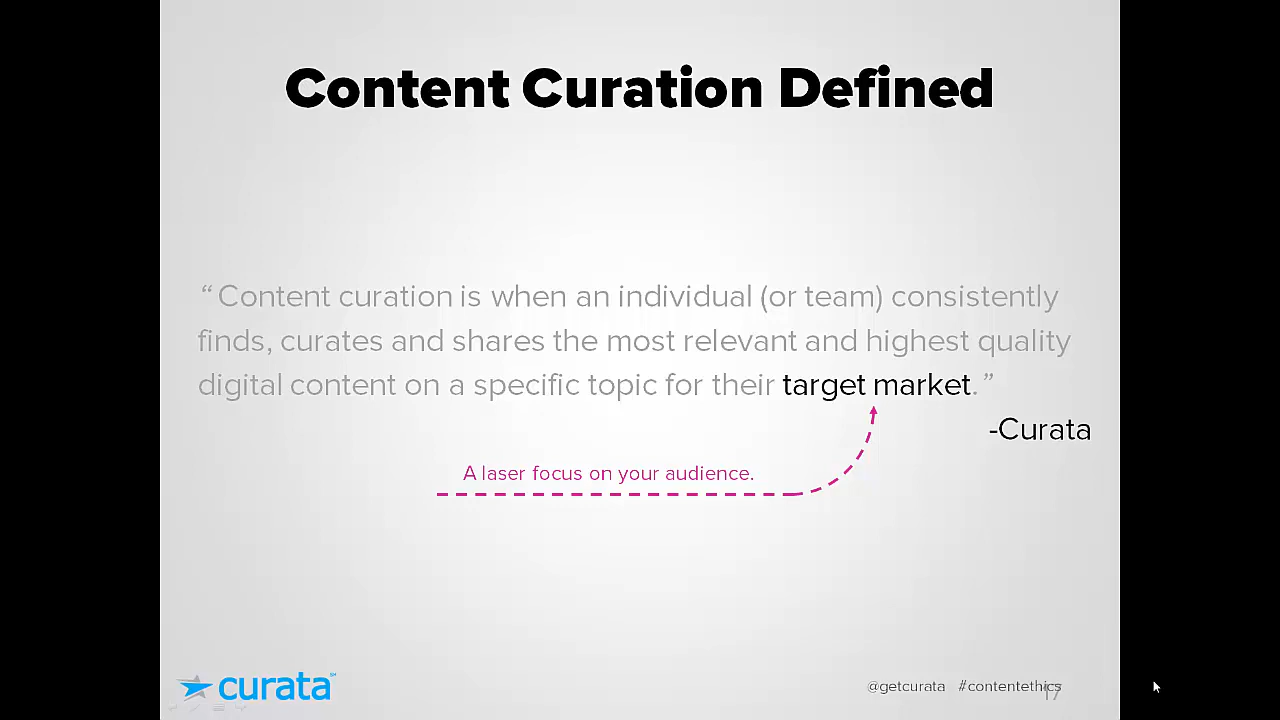 Content Curation Defined
“Content curation is when an individual (or team) consistently
finds, curates and shares the most relevant and highest quality
digital content on a specific topic for their target market.”
-Curata
A laser focus on your audience.
curata
@getcurata #contentethics
17